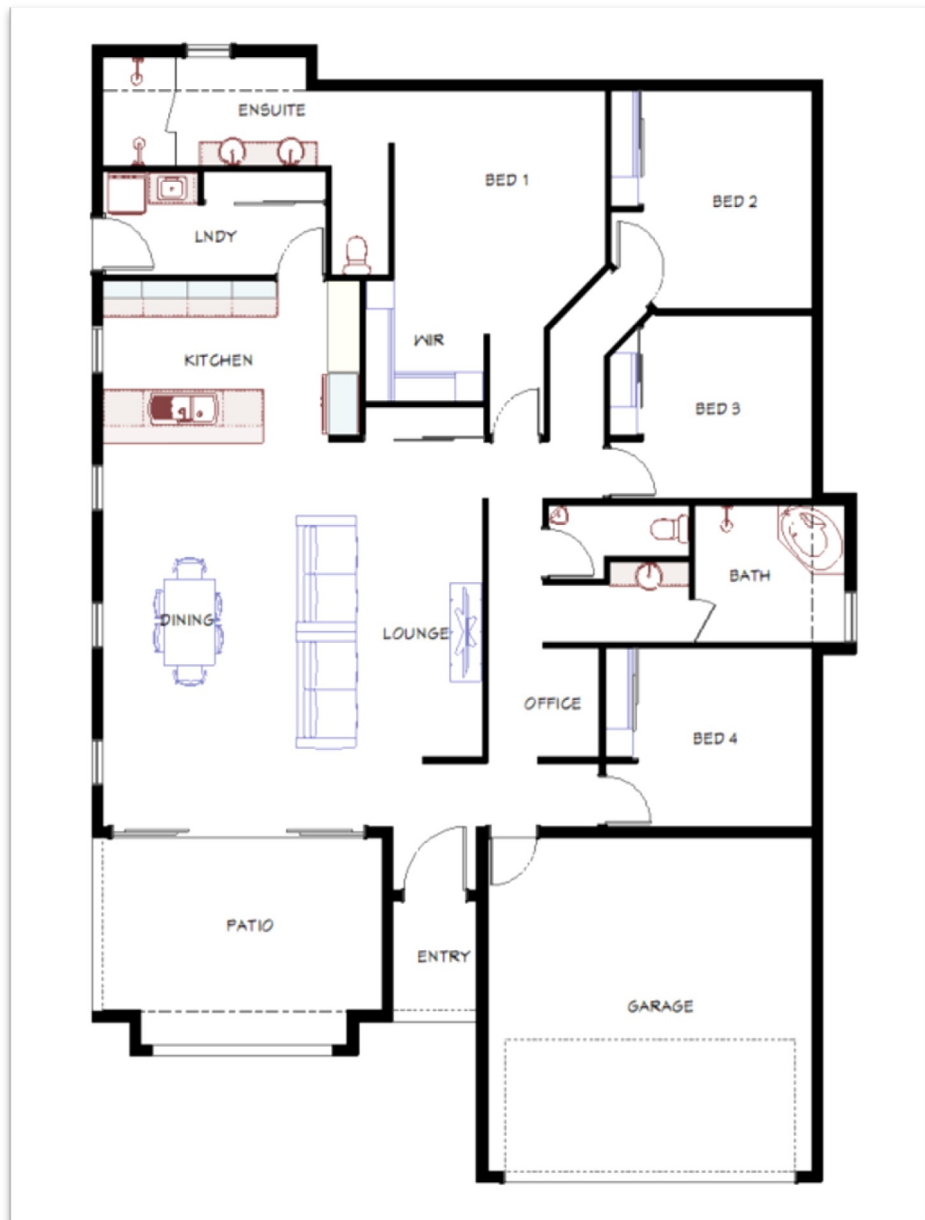 ENSUITE
BED 1
BED 2
LNDY
WIR
KITCHEN
BED 3
BATH
DINING
LOUNGE
OFFICE
BED 4
PATIO
ENTRY
GARAGE